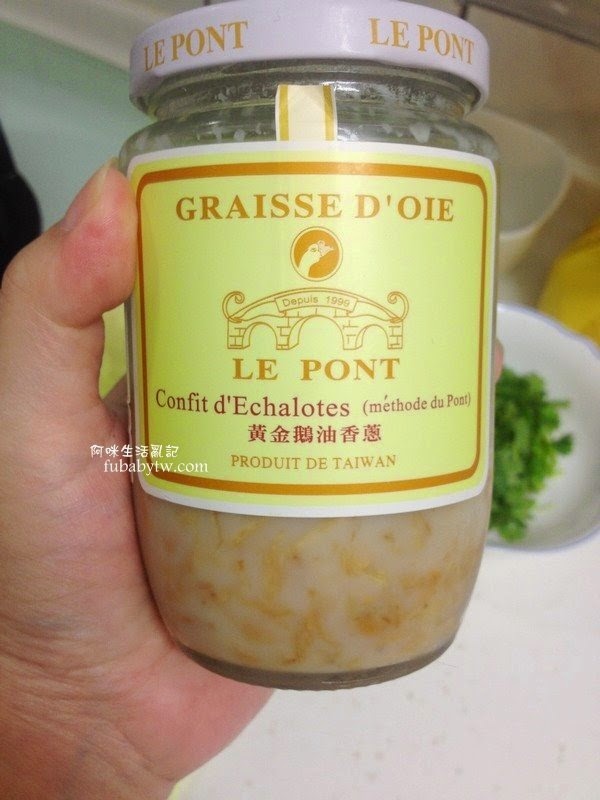 LE PONT LE PONT
GRAISSE D'OIE
Depuis 1999
LE PONT
Confit d'Echalotes (méthode du Pont)
黃金鵝油香蔥
PRODUIT DE TAIWAN
阿咪生活亂記
fubabytw.com